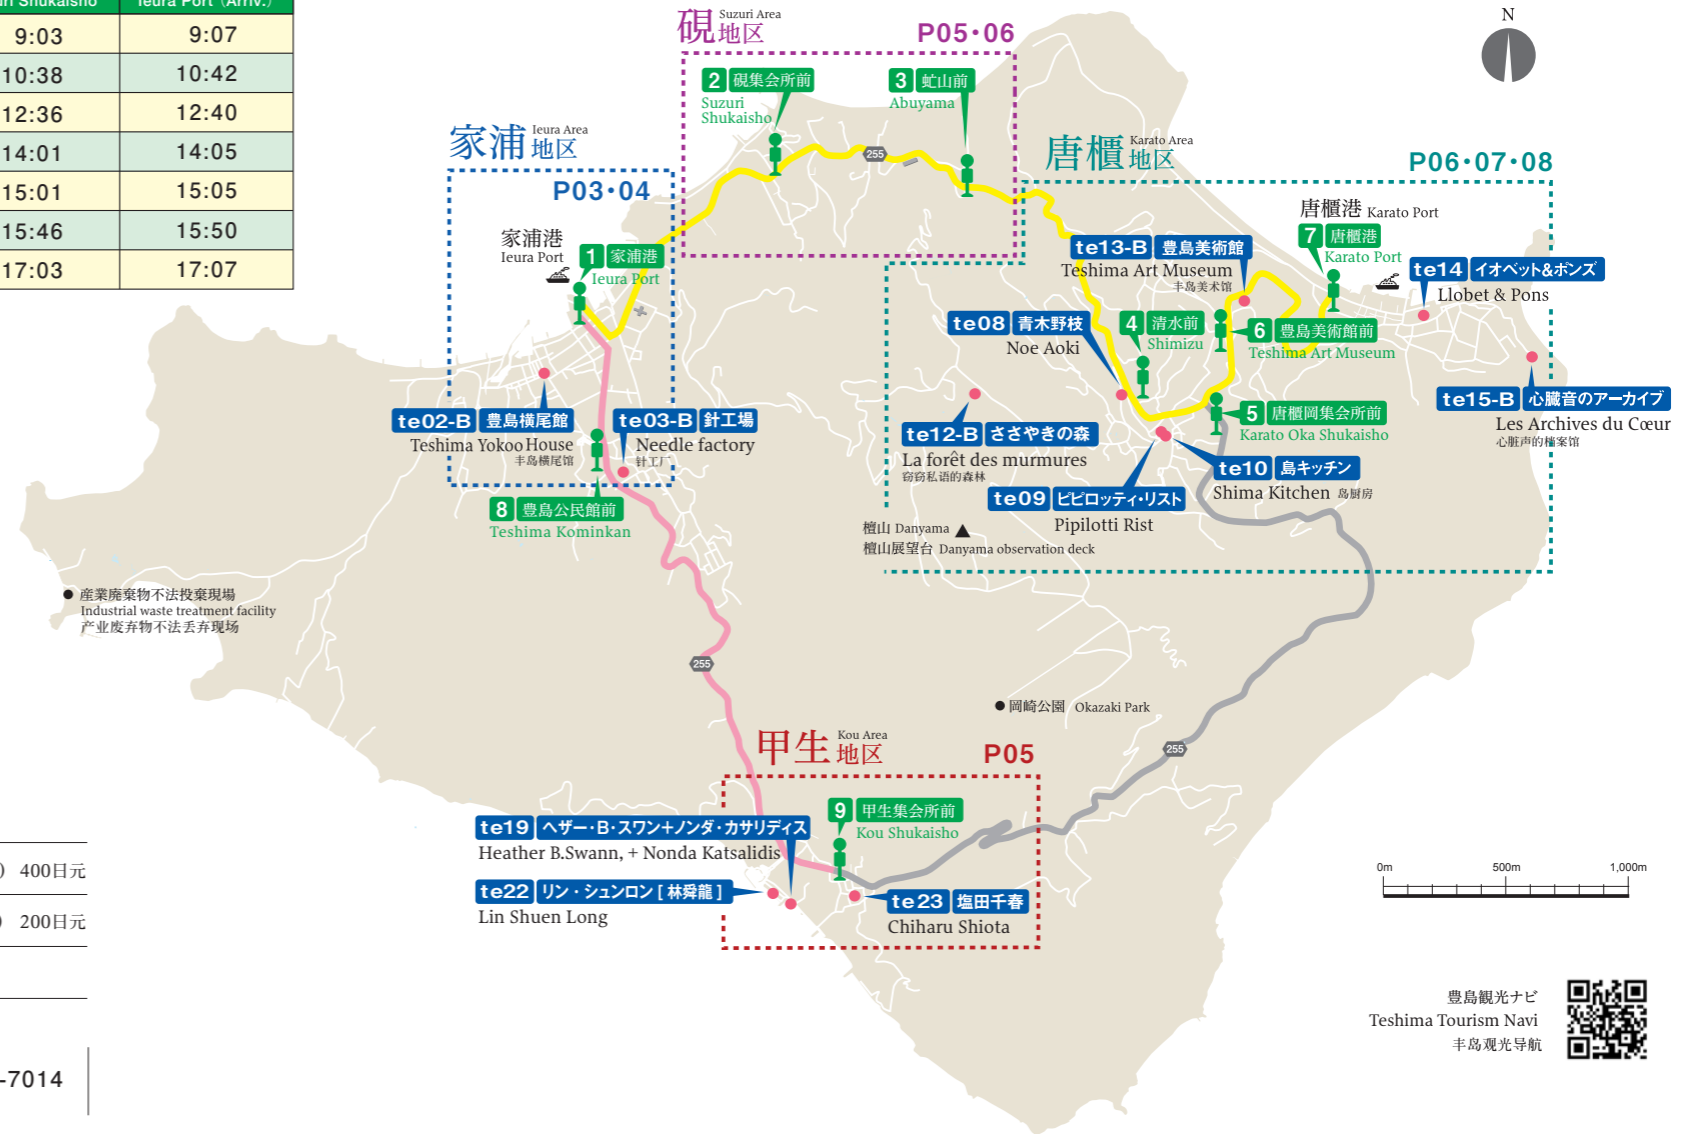 Shukaisho
Ieura Port (Arriv.)
9:03 9:07
10:38 10:42
12:36 12:40
14:01 14:05
15:01 15:05
15:46 15:50
17:03 17:07
硯地区 Suzuri Area
P05・06
2 硯集会所前
Suzuri
Shukaisho
3 虻山前
Abuyama
255
N
家浦地区 Ieura Area
P03・04
家浦港
Ieura Port
1 家浦港
Ieura Port
te02-B 豊島横尾館
Teshima Yokoo House
丰岛横尾馆
te03-B 針工場
Needle factory
针工厂
8 豊島公民館前
Teshima Kominkan
唐櫃地区 Karato Area
P06・07・08
唐櫃港 Karato Port
7 唐櫃港
Karato Port
te13-B 豊島美術館
Teshima Art Museum
丰岛美术馆
te14 イオベット&ポンズ
Llobet & Pons
te08 青木野枝
Noe Aoki
4 清水前
Shimizu
6 豊島美術館前
Teshima Art Museum
te15-B 心臓音のアーカイブ
Les Archives du Cœur
心脏声的档案馆
5 唐櫃岡集会所前
Karato Oka Shukaisho
te12-B ささやきの森
La forêt des murmures
窃窃私语的森林
te10 島キッチン
Shima Kitchen 岛厨房
te09 ピピロッティ・リスト
Pipilotti Rist
檀山 Danyama
檀山展望台 Danyama observation deck
産業廃棄物不法投棄現場
Industrial waste treatment facility
产业废弃物不法丢弃现场
255
岡崎公園 Okazaki Park
255
甲生地区 Kou Area
P05
9 甲生集会所前
Kou Shukaisho
te19 ヘザー・B・スワン+ノンダ・カサリディス
Heather B.Swann, + Nonda Katsalidis
te22 リン・シュンロン [ 林舜龍 ]
Lin Shuen Long
te23 塩田千春
Chiharu Shiota
) 400日元
) 200日元
-7014
0m 500m 1,000m
豊島観光ナビ
Teshima Tourism Navi
丰岛观光导航